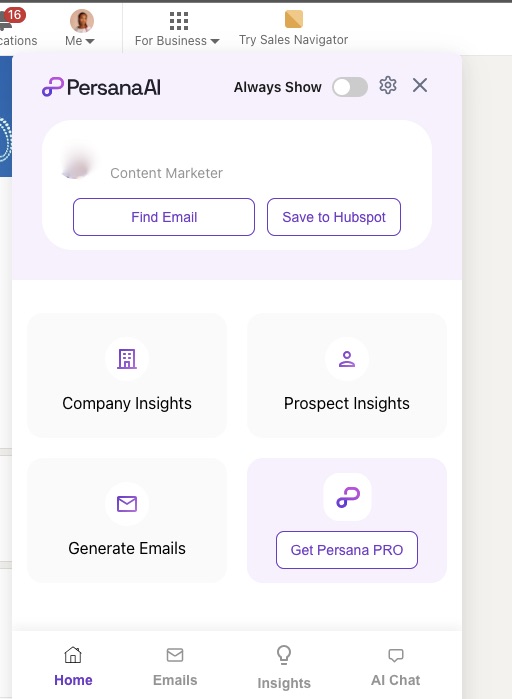 16
cations
Me
For Business
Try Sales Navigator
PersanaAI
Always Show
Content Marketer
Find Email
Save to Hubspot
Company Insights
Prospect Insights
Generate Emails
Get Persana PRO
Home
Emails
Insights
AI Chat